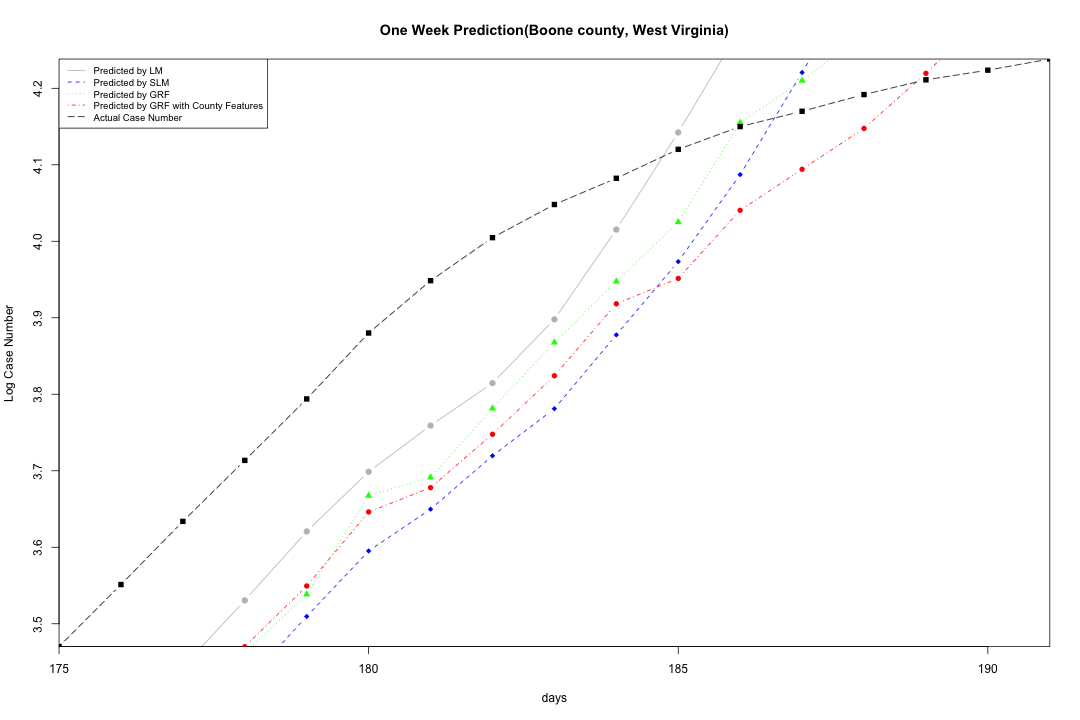 One Week Prediction(Boone county, West Virginia)
Predicted by LM
Predicted by SLM
Predicted by GRF
Predicted by GRF with County Features
Actual Case Number
4.2
4.1
4.0
3.9
3.8
3.7
3.6
3.5
Log Case Number
175 180 185 190
days